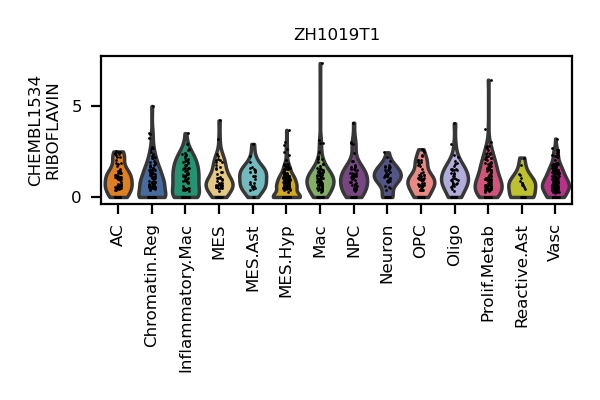 ZH1019T1
CHEMBL1534
RIBOFLAVIN
5
0
AC
Chromatin.Reg
Inflammatory.Mac
MES
MES.Ast
MES.Hyp
Mac
NPC
Neuron
OPC
Oligo
Prolif.Metab
Reactive.Ast
Vasc